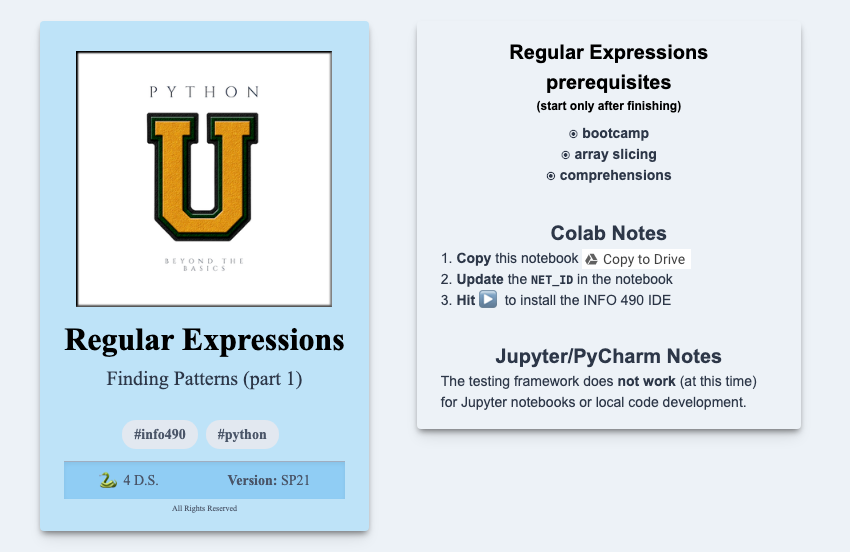 PYTHON
U
BEYOND THE
BASICS
Regular Expressions
Finding Patterns (part 1)
#info490
#python
4 D.S.
Version: SP21
All Rights Reserved
Regular Expressions
prerequisites
(start only after finishing)
bootcamp
array slicing
comprehensions
Colab Notes
1. Copy this notebook Copy to Drive
2. Update the NET_ID in the notebook
3. Hit to install the INFO 490 IDE
Jupyter/PyCharm Notes
The testing framework does not work (at this time)
for Jupyter notebooks or local code development.